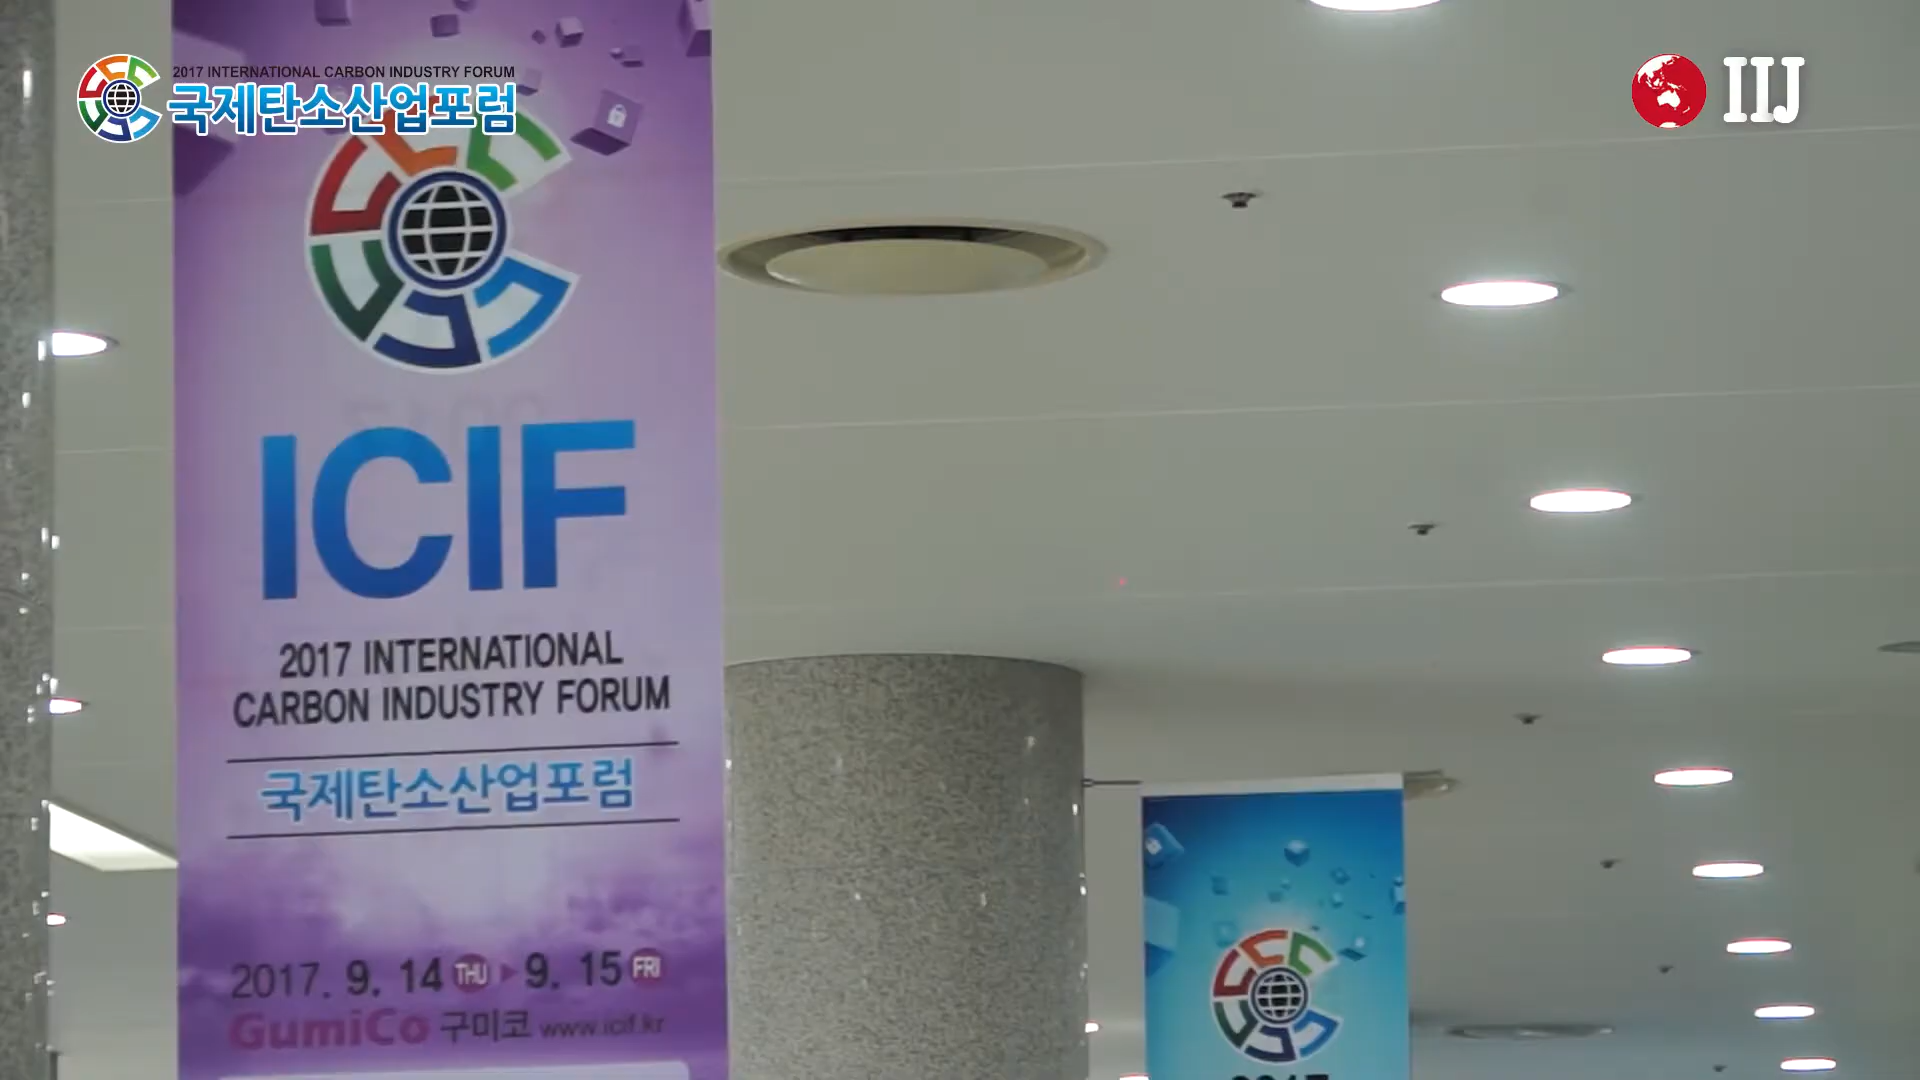 2017 INTERNATIONAL CARBON INDUSTRY FORUM
국제탄소산업포럼
IIJ
ICIF
2017 INTERNATIONAL
CARBON INDUSTRY FORUM
국제탄소산업포럼
2017. 9. 14 THU ▶ 9. 15 FRI
GumiCo 구미코 www.icif.kr